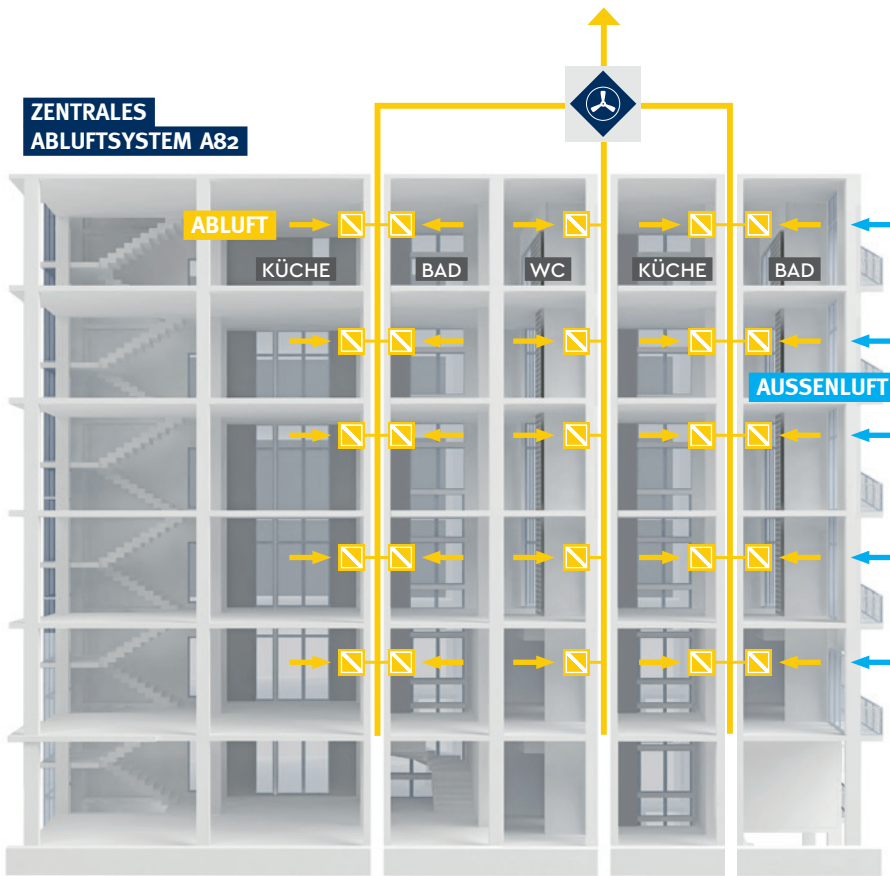 ZENTRALES
ABLUFTSYSTEM A82
ABLUFT
KÜCHE
BAD
WC
KÜCHE
BAD
AUSSENLUFT